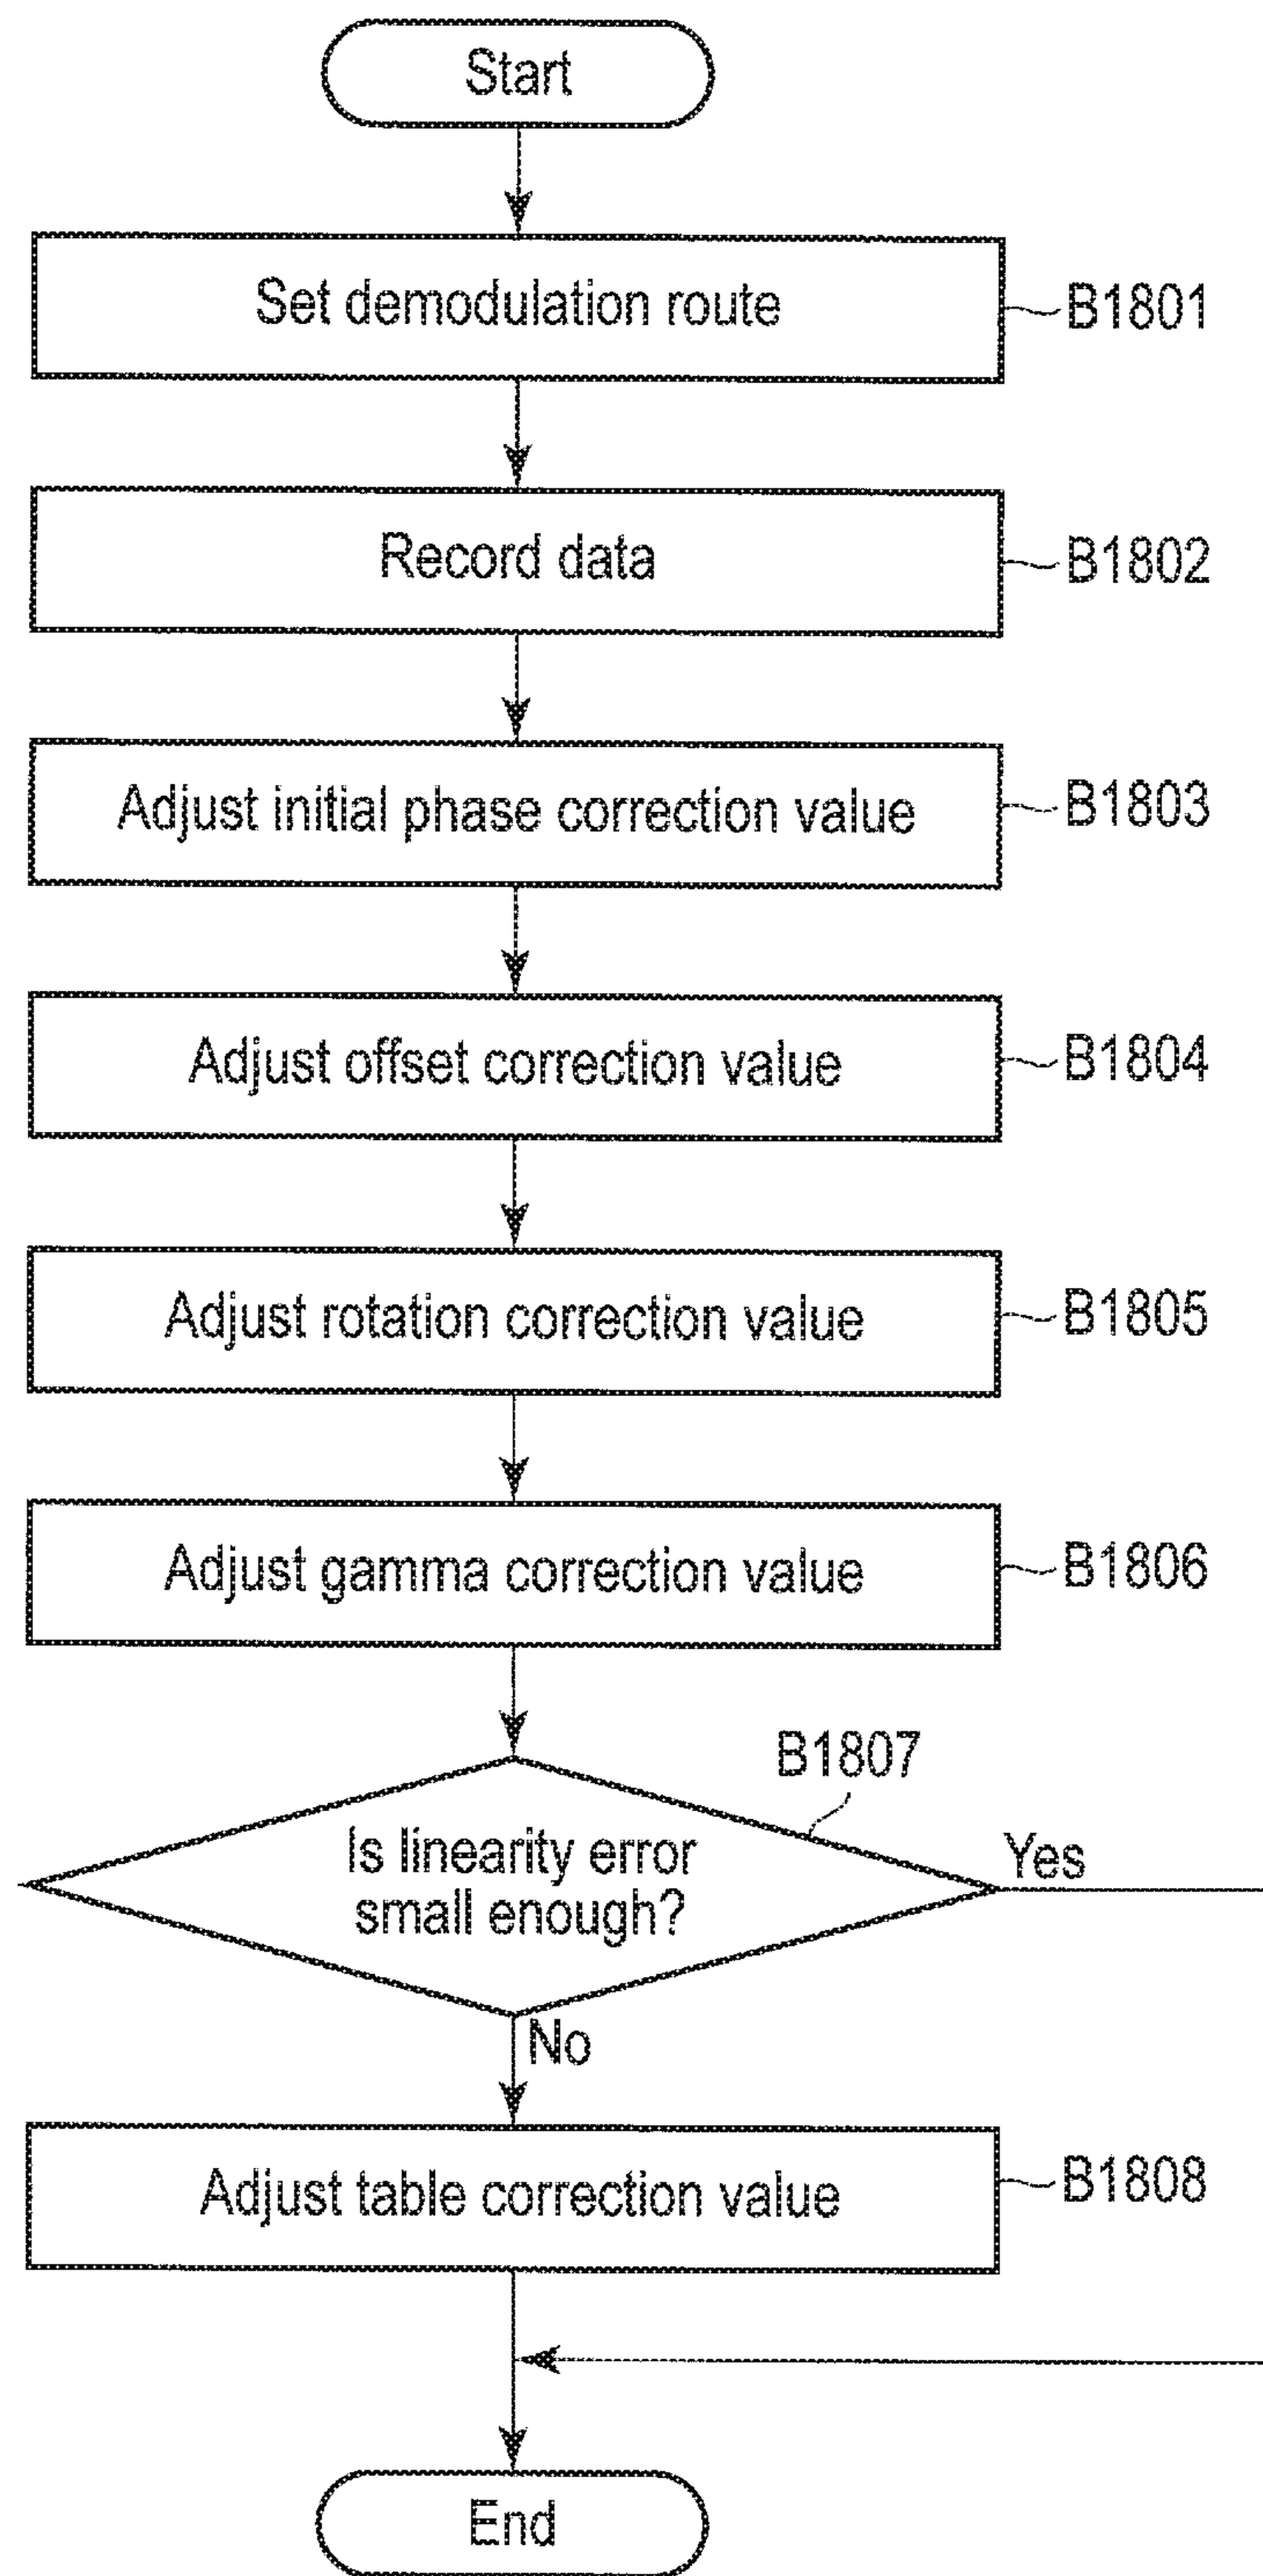 Start
Set demodulation route
B1801
Record data
B1802
Adjust initial phase correction value
B1803
Adjust offset correction value
B1804
Adjust rotation correction value
B1805
Adjust gamma correction value
B1806
B1807
Is linearity error
small enough?
Yes
No
Adjust table correction value
B1808
End